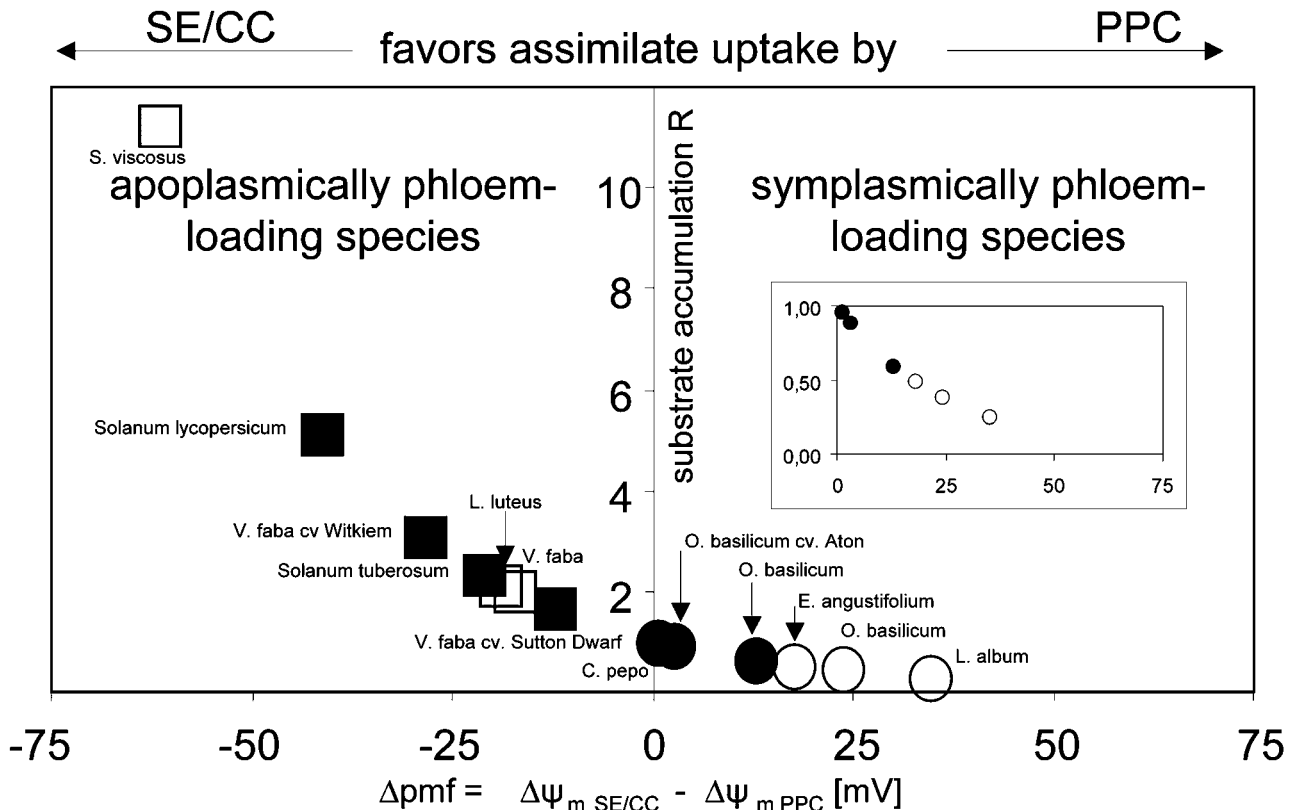 SE/CC
favors assimilate uptake by
PPC
S. viscosus
apoplasmically phloem-
loading species
symplasmically phloem-
loading species
substrate accumulation R
10
8
6
4
2
1,00
0,50
0,00
0
25
50
75
Solanum lycopersicum
L. luteus
V. faba cv Witkiem
V. faba
Solanum tuberosum
V. faba cv. Sutton Dwarf
C. pepo
O. basilicum cv. Aton
O. basilicum
E. angustifolium
O. basilicum
L. album
-75
-50
-25
0
25
50
75
Δpmf = Δψm SE/CC - Δψm PPC [mV]